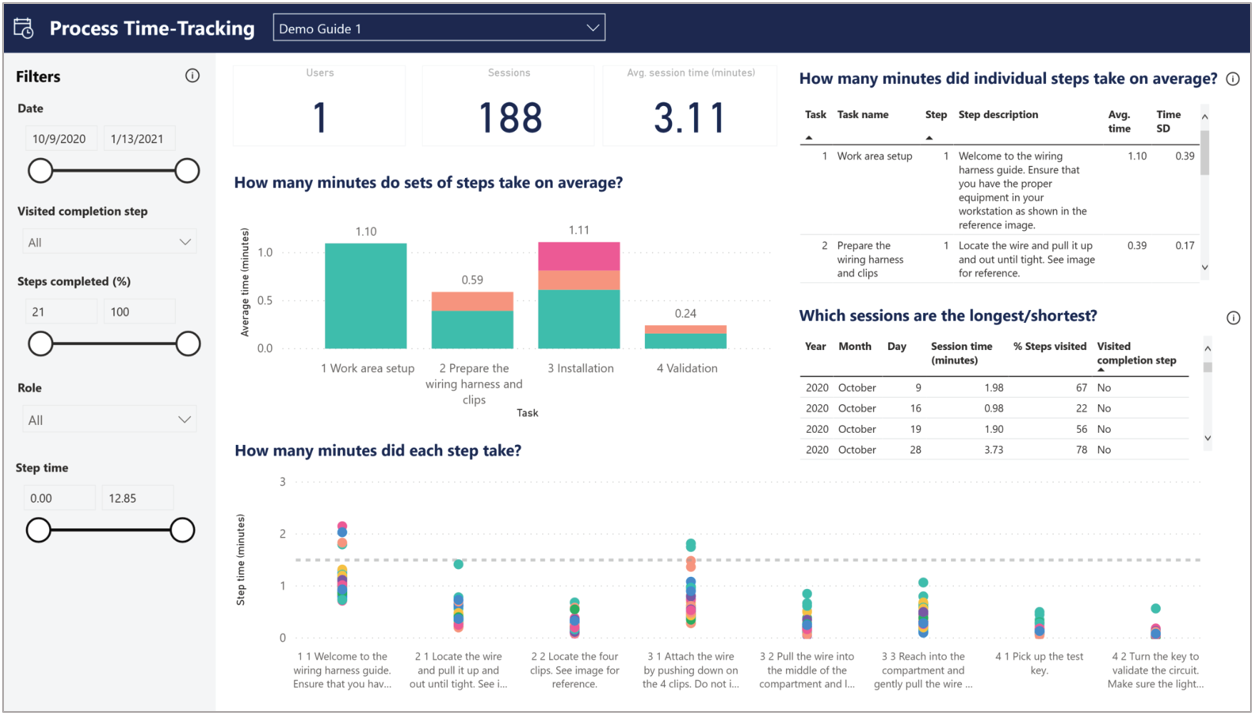 Process Time-Tracking
Demo Guide 1
Filters
Date
10/9/2020 1/13/2021
Visited completion step
All
Steps completed (%)
21 100
Role
All
Step time
0.00 12.85
Users
1
Sessions
188
Avg. session time (minutes)
3.11
How many minutes do sets of steps take on average?
Average time (minutes)
1.0
0.5
0.0
1.10
0.59
1.11
0.24
1 Work area setup
2 Prepare the
wiring harness and
clips
3 Installation
4 Validation
Task
How many minutes did individual steps take on average?
Task Task name Step Step description Avg. time Time SD
1 Work area setup 1 Welcome to the wiring 1.10 0.39
harness guide. Ensure that
you have the proper
equipment in your
workstation as shown in the
reference image.
2 Prepare the 1 Locate the wire and pull it up 0.39 0.17
wiring harness and out until tight. See image
and clips for reference.
Which sessions are the longest/shortest?
Year Month Day Session time (minutes) % Steps visited Visited completion step
2020 October 9 1.98 67 No
2020 October 16 0.98 22 No
2020 October 19 1.90 56 No
2020 October 28 3.73 78 No
How many minutes did each step take?
Step time (minutes)
3
2
1
0
1 1 Welcome to the
wiring harness guide.
Ensure that you hav...
2 1 Locate the wire
and pull it up and
out until tight. See i...
2 2 Locate the four
clips. See image for
reference.
3 1 Attach the wire
by pushing down on
the 4 clips. Do not i...
3 2 Pull the wire into
the middle of the
compartment and l...
3 3 Reach into the
compartment and
gently pull the wire ...
4 1 Pick up the test
key.
4 2 Turn the key to
validate the circuit.
Make sure the light...